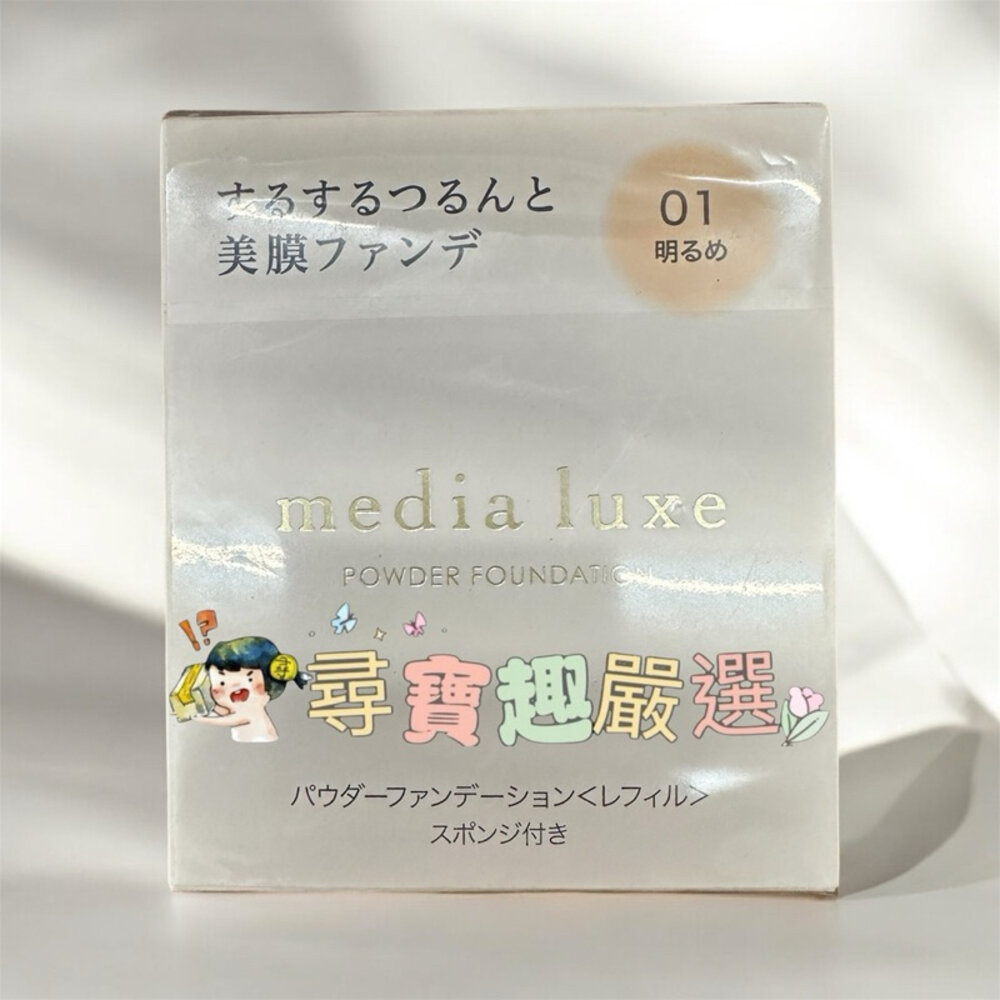 するするつるんと
美膜ファンデ
01
明るめ
media luxe
POWDER FOUNDATION
!?
尋寶趣嚴選
パウダーファンデーション<レフィル>
スポンジ付き